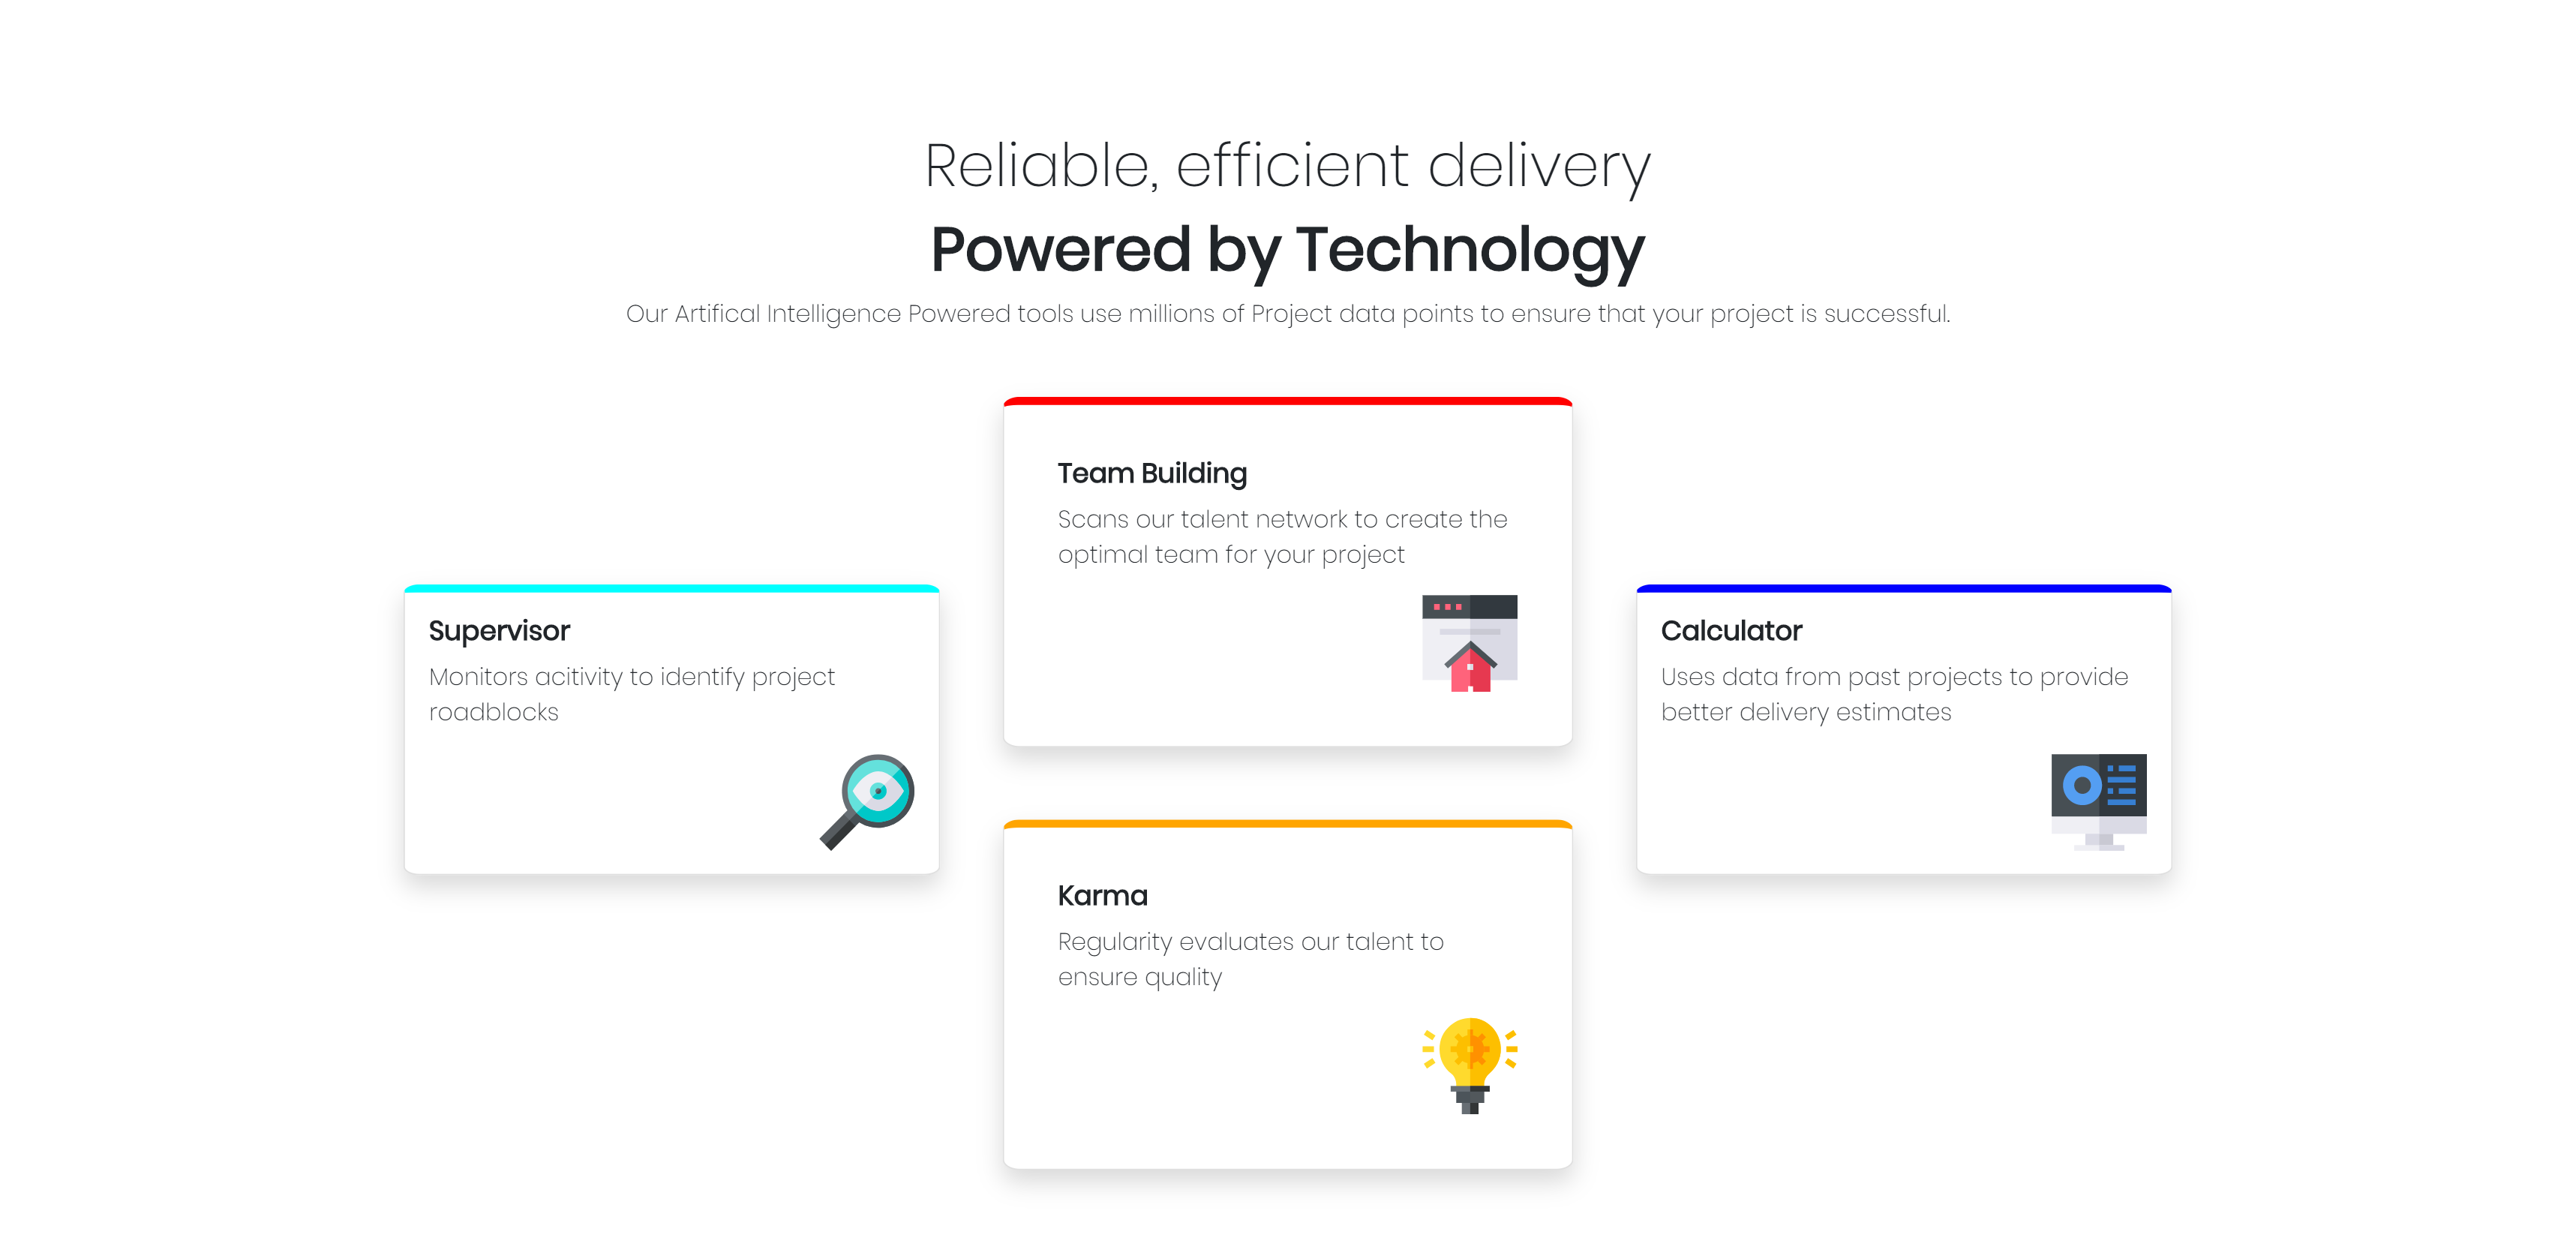 Reliable, efficient delivery
Powered by Technology
Our Artifical Intelligence Powered tools use millions of Project data points to ensure that your project is successful.
Team Building
Scans our talent network to create the
optimal team for your project
Supervisor
Monitors acitivity to identify project
roadblocks
Calculator
Uses data from past projects to provide
better delivery estimates
Karma
Regularity evaluates our talent to
ensure quality